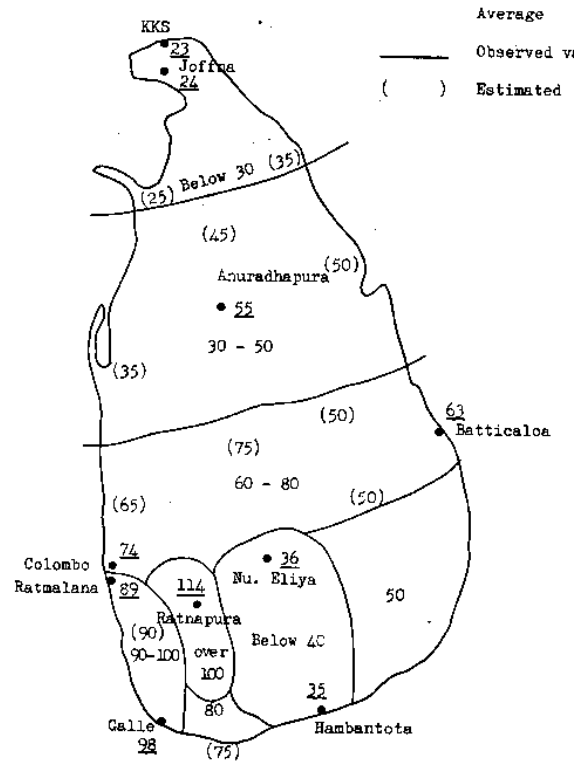 Average
KKS
Observed va
23
Joffna
( ) Estimated
24
Below 30 (35)
(25)
(45)
(50)
Anuradhapura
55
30 - 50
(35)
(50)
63
Batticaloa
(75)
60 - 80
(50)
(65)
74
Colombo
36
Ratmalana 89
Nu. Eliya
114
50
Ratnapura
(90)
90-100
over
Below 40
100
35
80
Galle
Hambantota
98
(75)